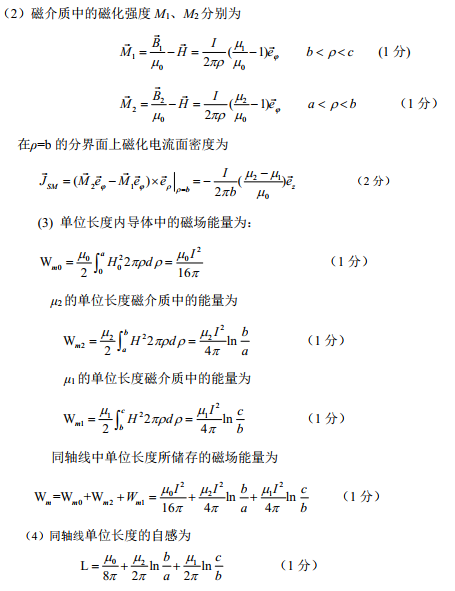 （2）磁介质中的磁化强度 M₁、M₂ 分别为
M⃗₁ = B⃗₁/μ₀ − H⃗ = I/(2πρ) (μ₁/μ₀ − 1)e⃗φ b < ρ < c (1 分)
M⃗₂ = B⃗₂/μ₀ − H⃗ = I/(2πρ) (μ₂/μ₀ − 1)e⃗φ a < ρ < b （1 分）
在ρ=b 的分界面上磁化电流面密度为
J⃗_SM = (M⃗₂e⃗φ − M⃗₁e⃗φ) × e⃗ρ|ρ=b = − I/(2πb) ((μ₂ − μ₁)/μ₀)e⃗z （2 分）
(3) 单位长度内导体中的磁场能量为:
W_m0 = μ₀/2 ∫₀^a H₀² 2πρdρ = μ₀I²/(16π) （1 分）
μ₂ 的单位长度磁介质中的能量为
W_m2 = μ₂/2 ∫_a^b H² 2πρdρ = μ₂I²/(4π) ln b/a （1 分）
μ₁ 的单位长度磁介质中的能量为
W_m1 = μ₁/2 ∫_b^c H² 2πρdρ = μ₁I²/(4π) ln c/b （1 分）
同轴线中单位长度所储存的磁场能量为
W_m=W_m0+W_m2 + W_m1 = μ₀I²/(16π) + μ₂I²/(4π) ln b/a + μ₁I²/(4π) ln c/b （1 分）
（4）同轴线单位长度的自感为
L = μ₀/(8π) + μ₂/(2π) ln b/a + μ₁/(2π) ln c/b （1 分）